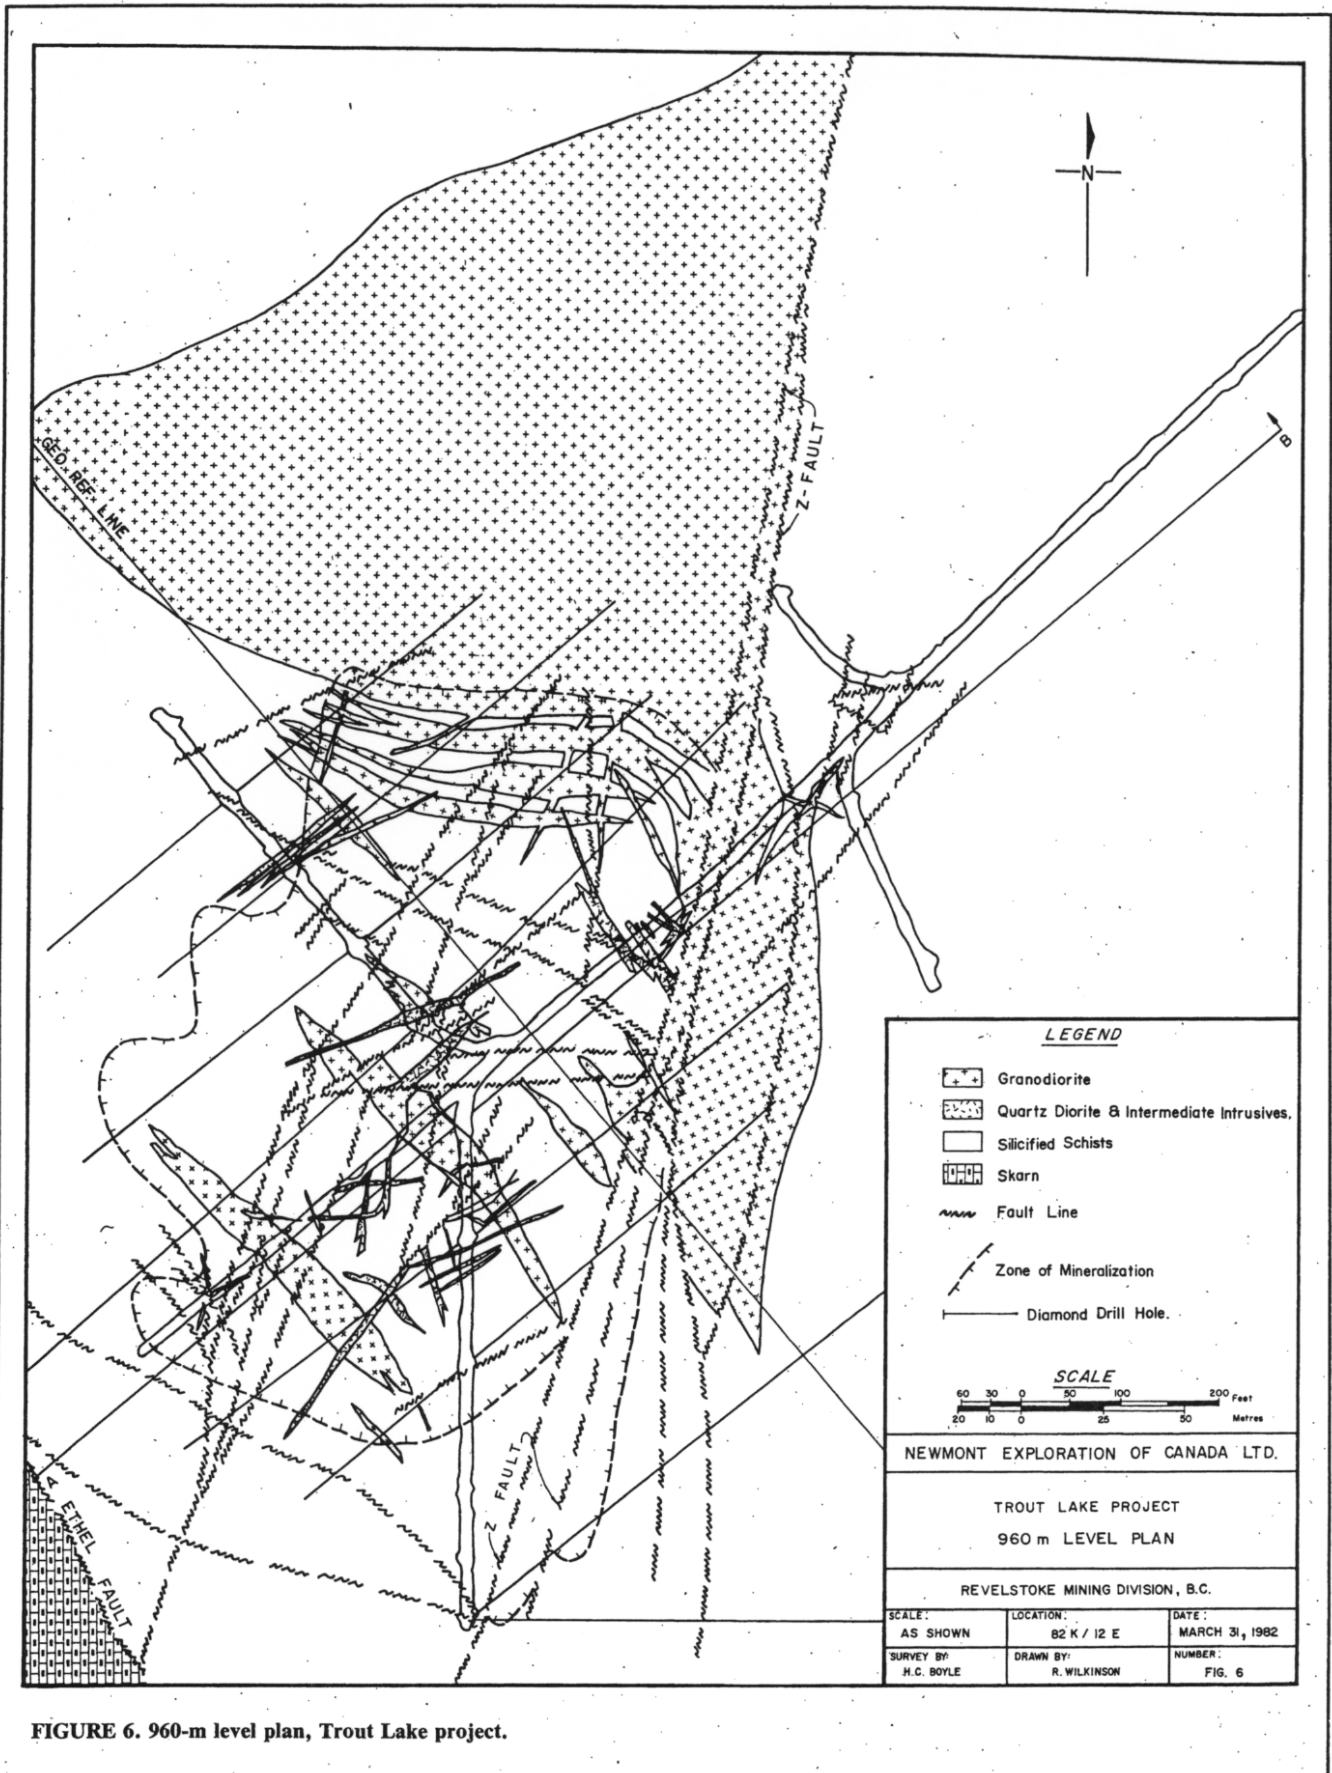 N
GEO. REF. LINE
Z - FAULT
B
LEGEND
Granodiorite
Quartz Diorite & Intermediate Intrusives.
Silicified Schists
Skarn
Fault Line
Zone of Mineralization
Diamond Drill Hole.
SCALE
60 30 0 50 100 200 Feet
20 10 0 25 50 Metres
Z FAULT
A
ETHEL FAULT
NEWMONT EXPLORATION OF CANADA LTD.
TROUT LAKE PROJECT
960 m LEVEL PLAN
REVELSTOKE MINING DIVISION, B.C.
SCALE: LOCATION: DATE:
AS SHOWN 82 K / 12 E MARCH 31, 1982
SURVEY BY: DRAWN BY: NUMBER:
H.C. BOYLE R. WILKINSON FIG. 6
FIGURE 6. 960-m level plan, Trout Lake project.